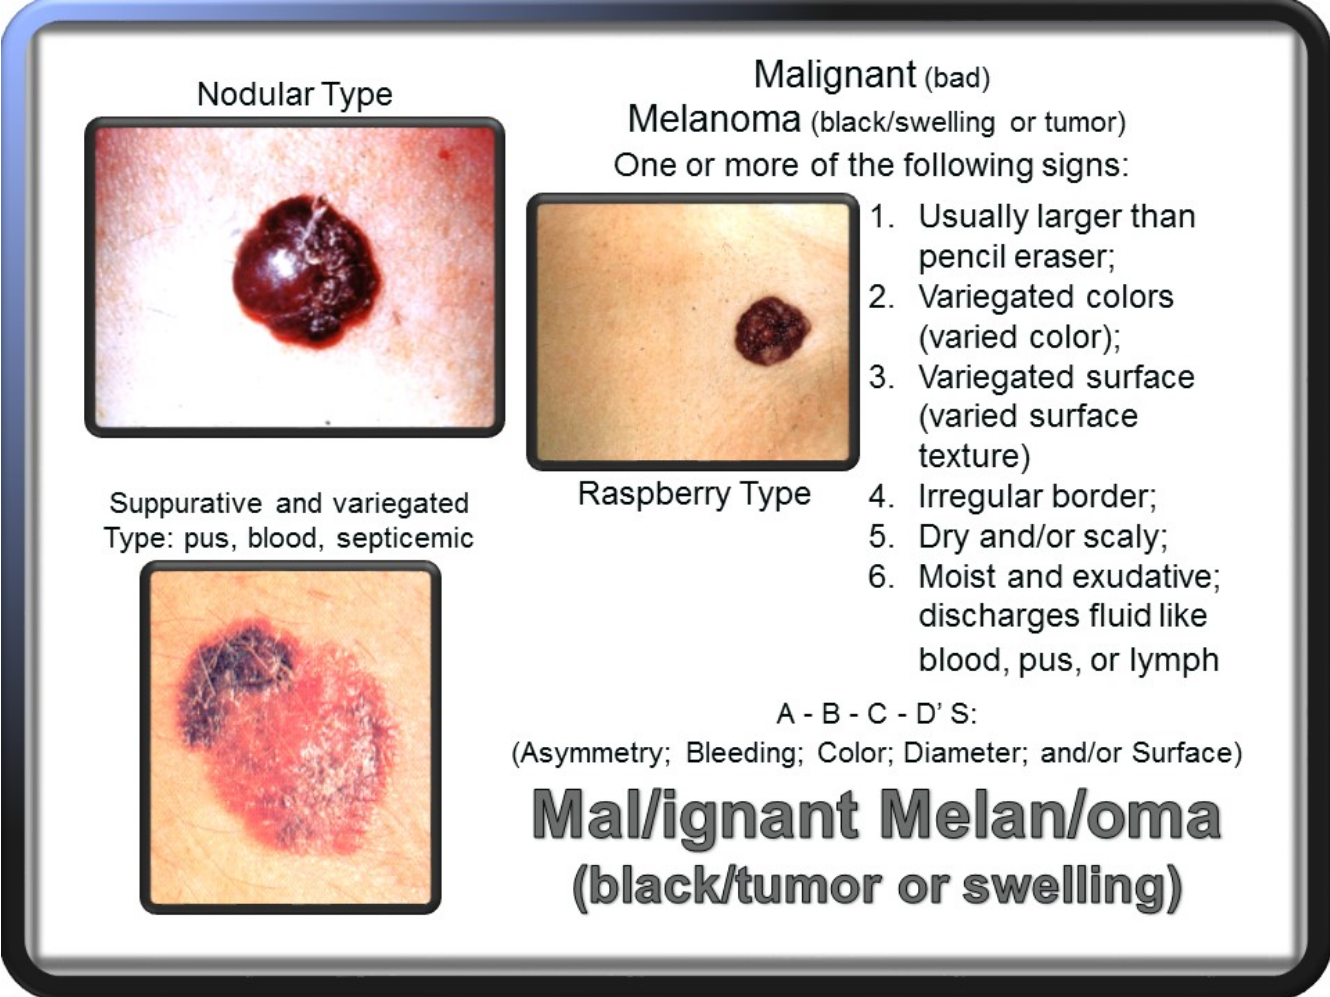 Nodular Type
Malignant (bad)
Melanoma (black/swelling or tumor)
One or more of the following signs:
1. Usually larger than
pencil eraser;
2. Variegated colors
(varied color);
3. Variegated surface
(varied surface
texture)
4. Irregular border;
5. Dry and/or scaly;
6. Moist and exudative;
discharges fluid like
blood, pus, or lymph
Raspberry Type
Suppurative and variegated
Type: pus, blood, septicemic
A - B - C - D' S:
(Asymmetry; Bleeding; Color; Diameter; and/or Surface)
Mal/ignant Melan/oma
(black/tumor or swelling)